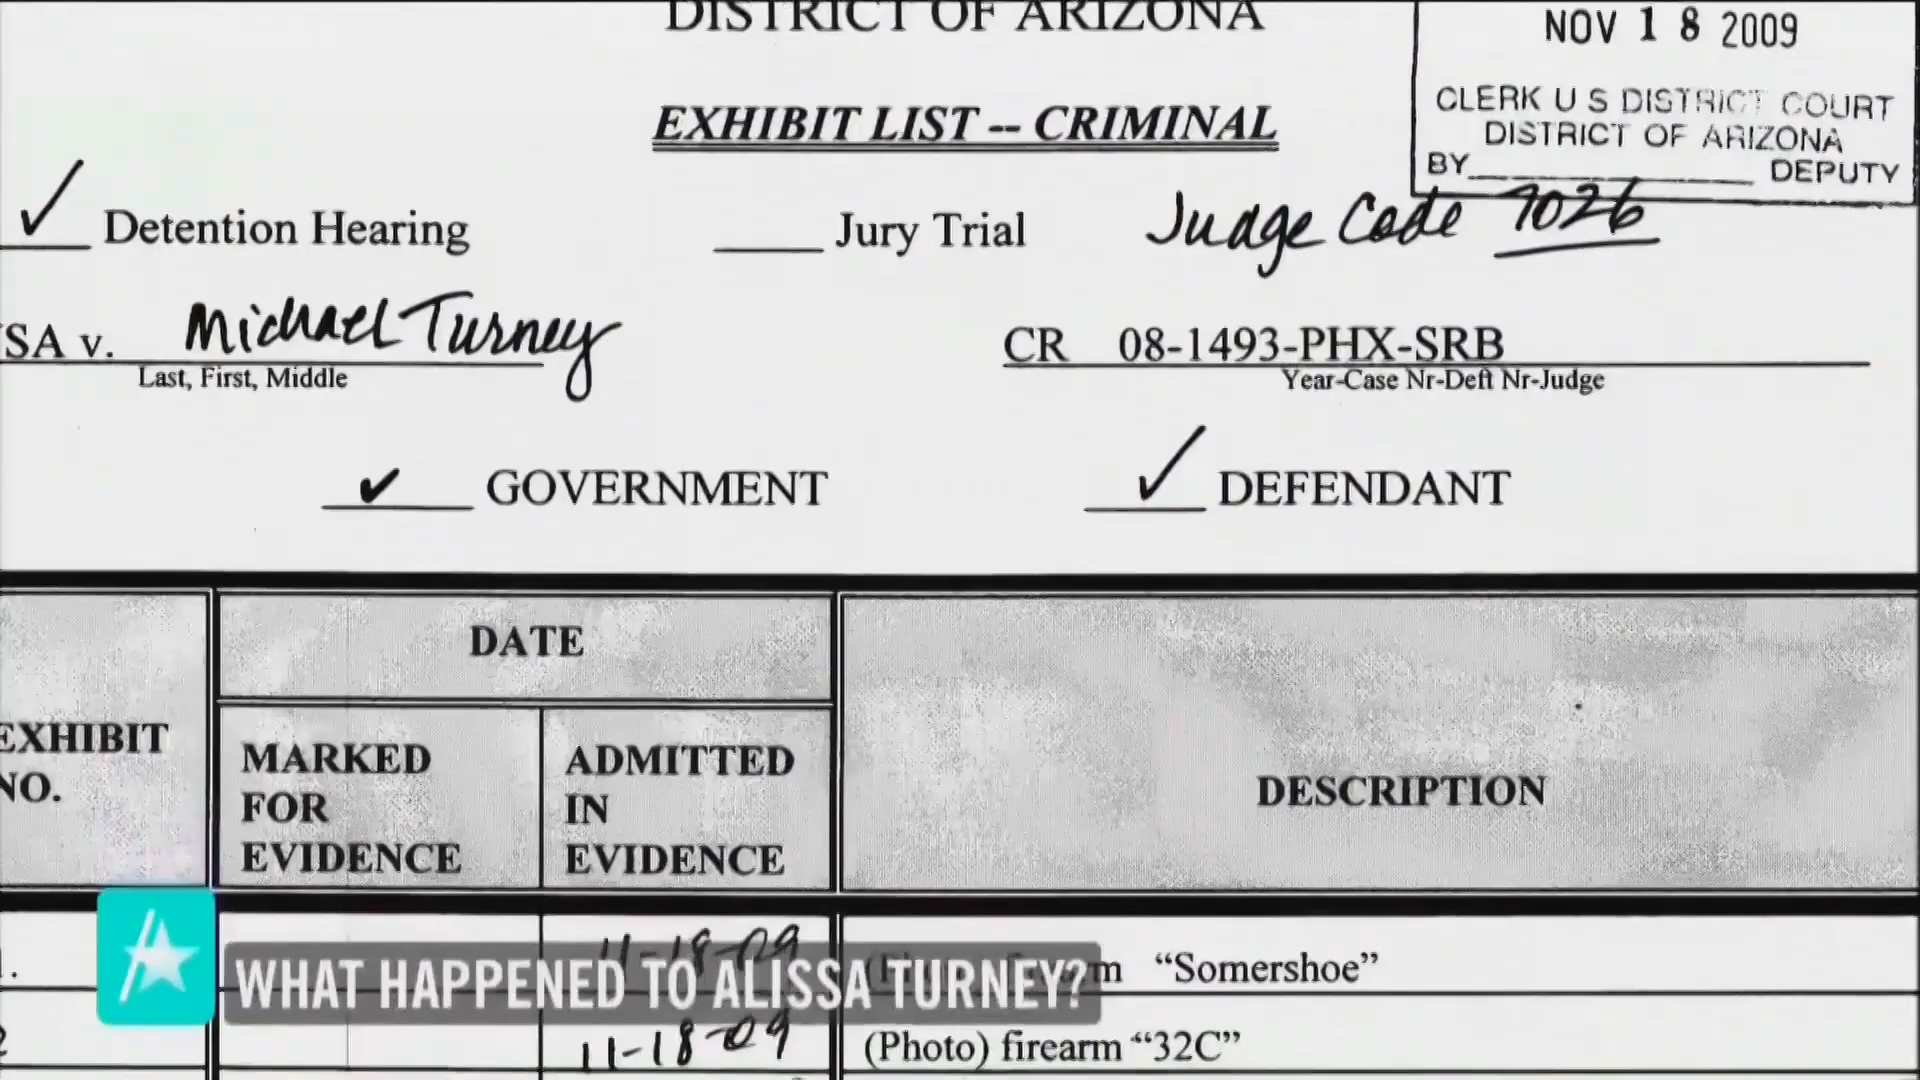 DISTRICT OF ARIZONA
NOV 18 2009
CLERK U S DISTRICT COURT
DISTRICT OF ARIZONA
BY DEPUTY
EXHIBIT LIST -- CRIMINAL
Detention Hearing
Jury Trial
Judge Code 7026
SA v. Michael Turney
Last, First, Middle
CR 08-1493-PHX-SRB
Year-Case Nr-Deft Nr-Judge
GOVERNMENT
DEFENDANT
EXHIBIT
NO.
DATE
MARKED
FOR
EVIDENCE
ADMITTED
IN
EVIDENCE
DESCRIPTION
11-18-09
"Somershoe"
WHAT HAPPENED TO ALISSA TURNEY?
11-18-09
(Photo) firearm "32C"